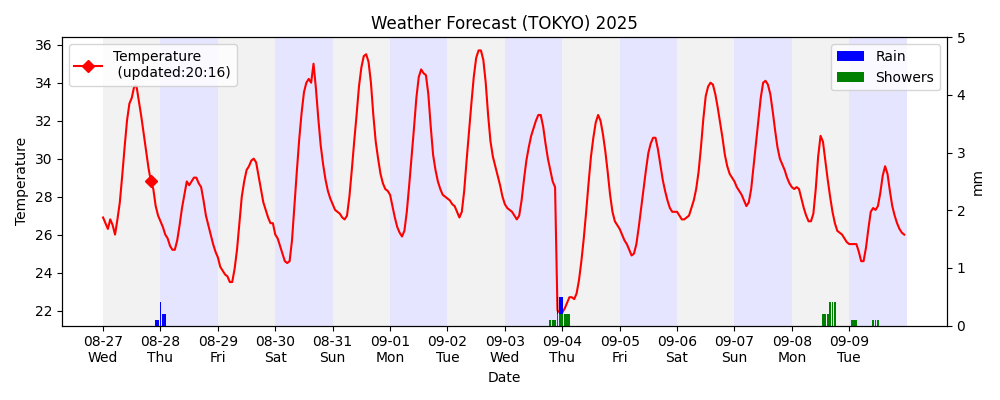 Weather Forecast (TOKYO) 2025
Temperature
(updated:20:16)
Rain
Showers
Temperature
36
34
32
30
28
26
24
22
5
4
3
2
1
0
mm
08-27 08-28 08-29 08-30 08-31 09-01 09-02 09-03 09-04 09-05 09-06 09-07 09-08 09-09
Wed Thu Fri Sat Sun Mon Tue Wed Thu Fri Sat Sun Mon Tue
Date